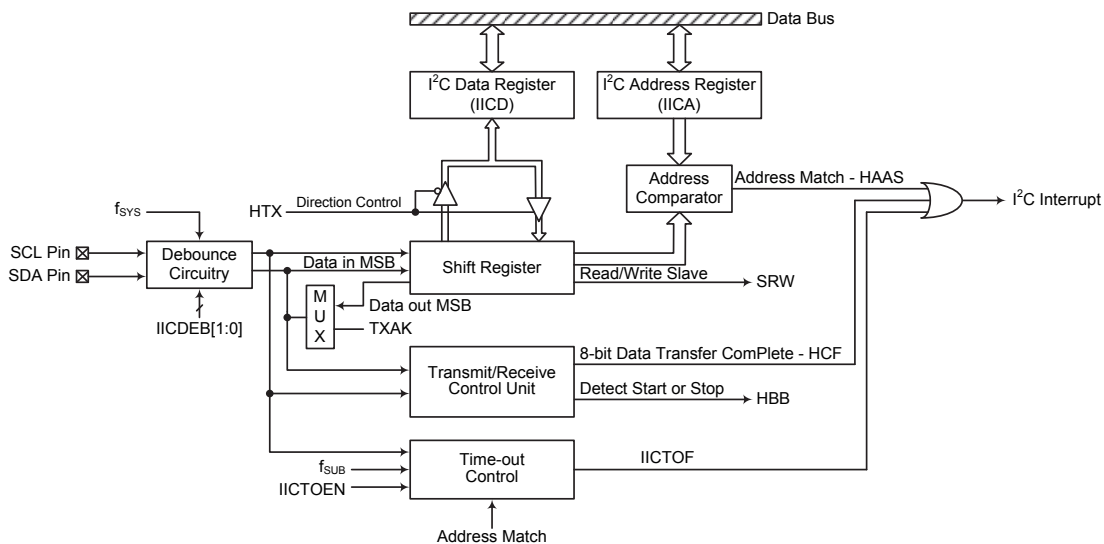 Data Bus
I²C Data Register
(IICD)
I²C Address Register
(IICA)
Address
Comparator
Address Match - HAAS
I²C Interrupt
HTX
Direction Control
fSYS
SCL Pin
SDA Pin
Debounce
Circuitry
IICDEB[1:0]
Data in MSB
Shift Register
Read/Write Slave
SRW
M
U
X
Data out MSB
TXAK
8-bit Data Transfer ComPlete - HCF
Transmit/Receive
Control Unit
Detect Start or Stop
HBB
fSUB
IICTOEN
Time-out
Control
IICTOF
Address Match